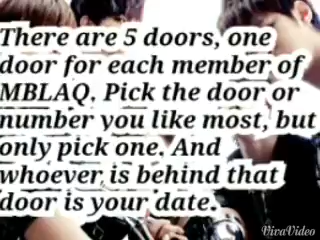 There are 5 doors, one
door for each member of
MBLAQ. Pick the door or
number you like most, but
only pick one. And
whoever is behind that
door is your date.
VivaVideo